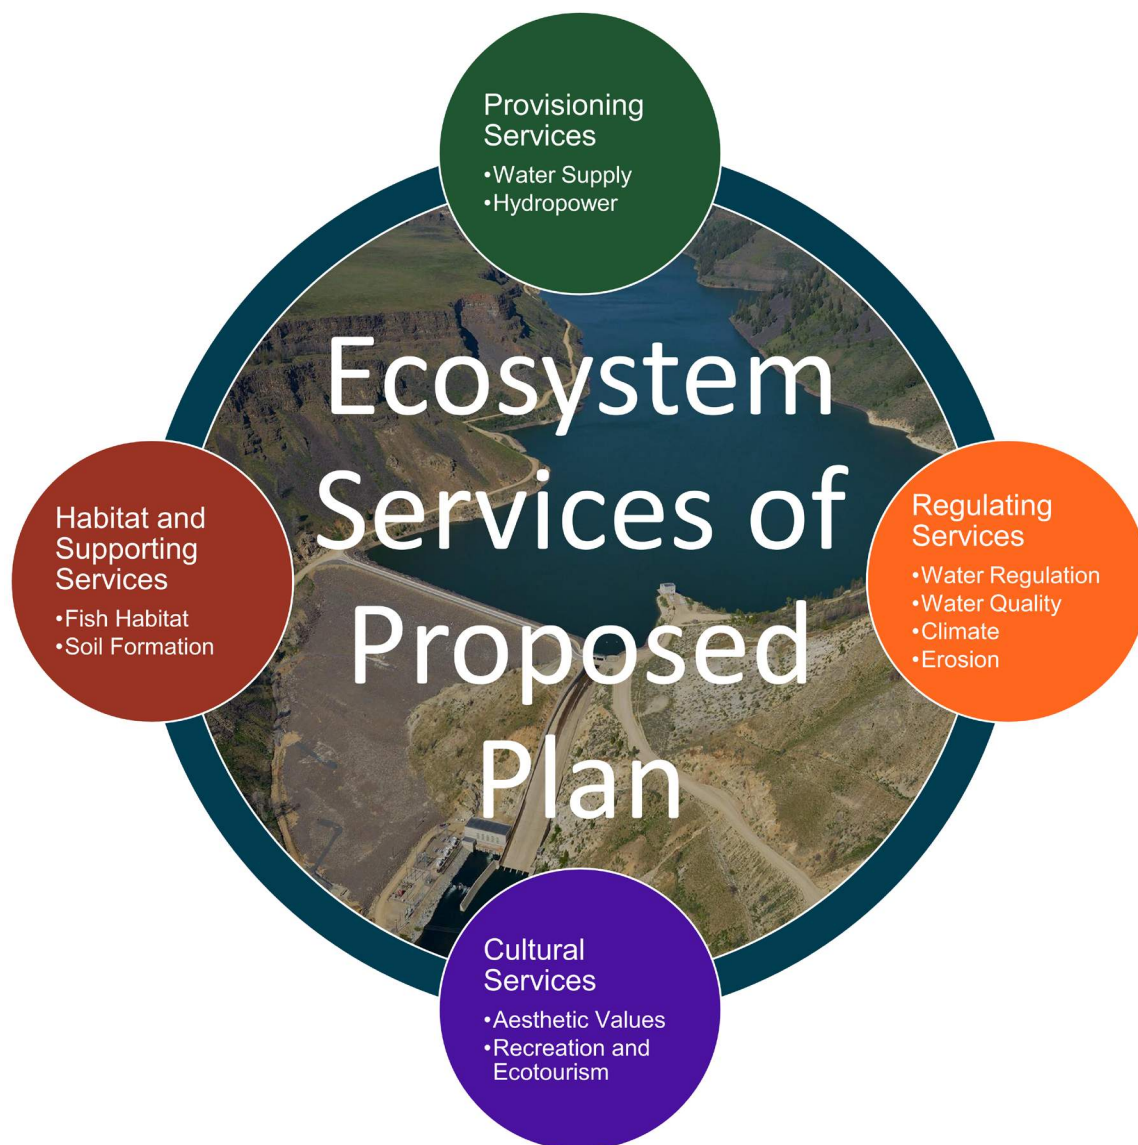 Provisioning
Services
•Water Supply
•Hydropower
Ecosystem
Services of
Proposed
Plan
Habitat and
Supporting
Services
•Fish Habitat
•Soil Formation
Regulating
Services
•Water Regulation
•Water Quality
•Climate
•Erosion
Cultural
Services
•Aesthetic Values
•Recreation and
Ecotourism